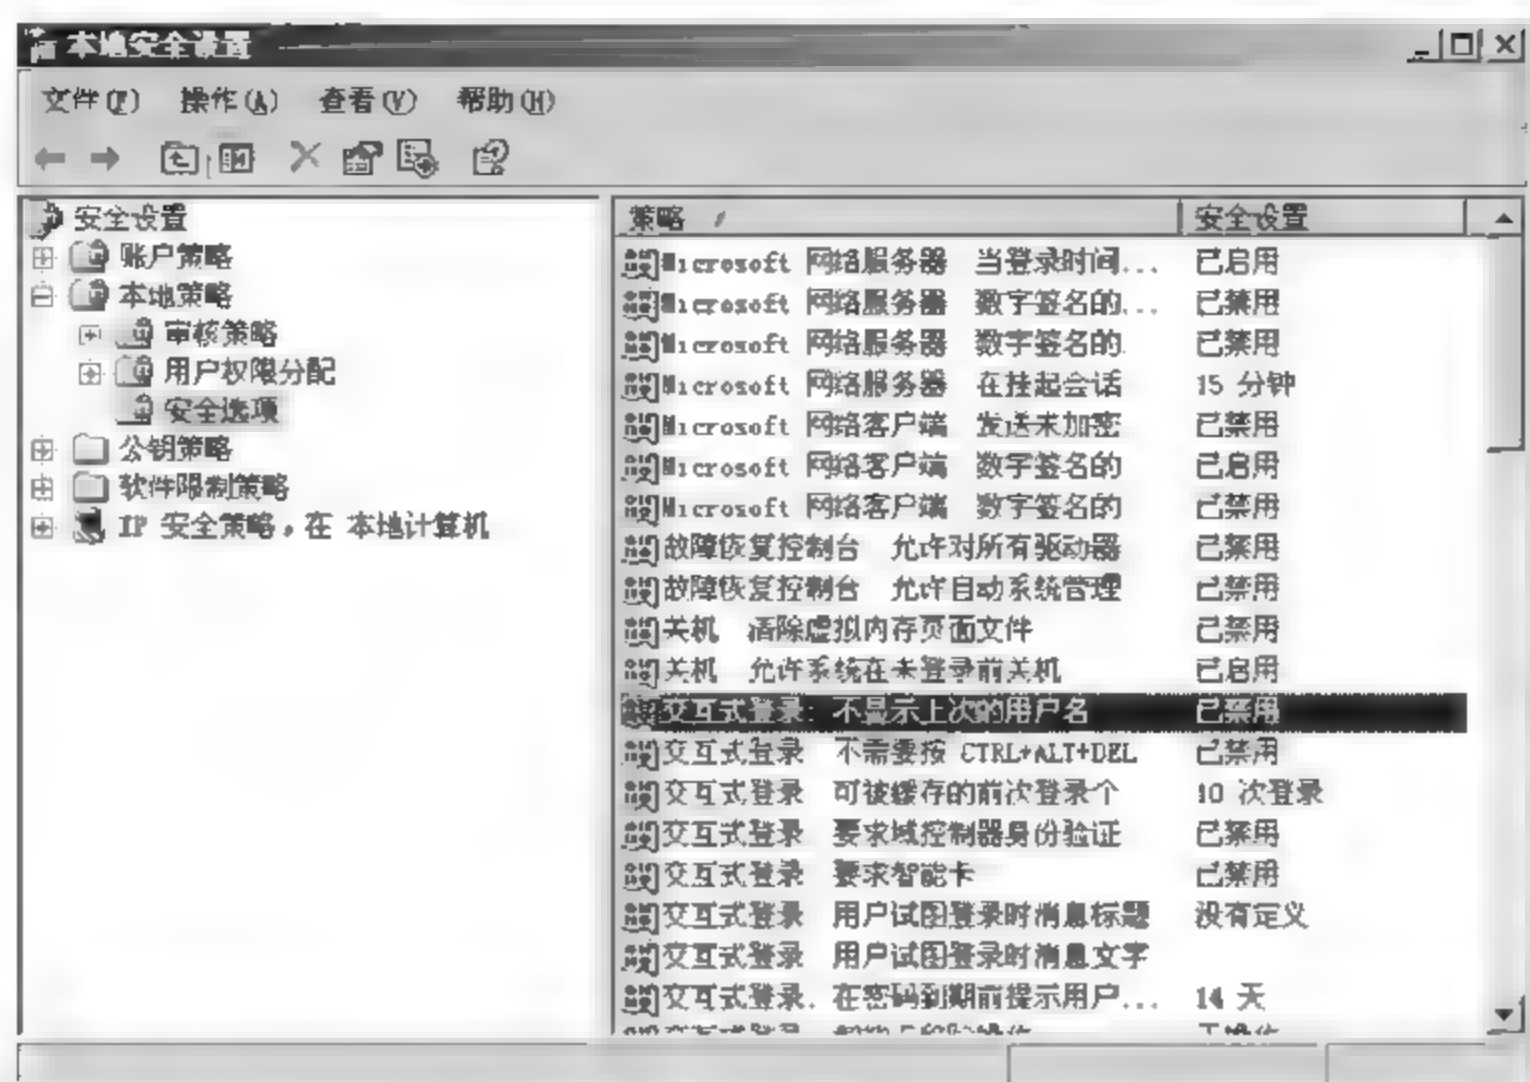 本地安全设置
文件(F) 操作(A) 查看(V) 帮助(H)
安全设置
账户策略
本地策略
审核策略
用户权限分配
安全选项
公钥策略
软件限制策略
IP 安全策略，在 本地计算机
策略 安全设置
Microsoft 网络服务器 当登录时间... 已启用
Microsoft 网络服务器 数字签名的... 已禁用
Microsoft 网络服务器 数字签名的 已禁用
Microsoft 网络服务器 在挂起会话 15 分钟
Microsoft 网络客户端 发送未加密 已禁用
Microsoft 网络客户端 数字签名的 已启用
Microsoft 网络客户端 数字签名的 已禁用
故障恢复控制台 允许对所有驱动器 已禁用
故障恢复控制台 允许自动系统管理 已禁用
关机 清除虚拟内存页面文件 已禁用
关机 允许系统在未登录前关机 已启用
交互式登录: 不显示上次的用户名 已禁用
交互式登录 不需要按 CTRL+ALT+DEL 已禁用
交互式登录 可被缓存的前次登录个 10 次登录
交互式登录 要求域控制器身份验证 已禁用
交互式登录 要求智能卡 已禁用
交互式登录 用户试图登录时消息标题 没有定义
交互式登录 用户试图登录时消息文字
交互式登录. 在密码到期前提示用户... 14 天